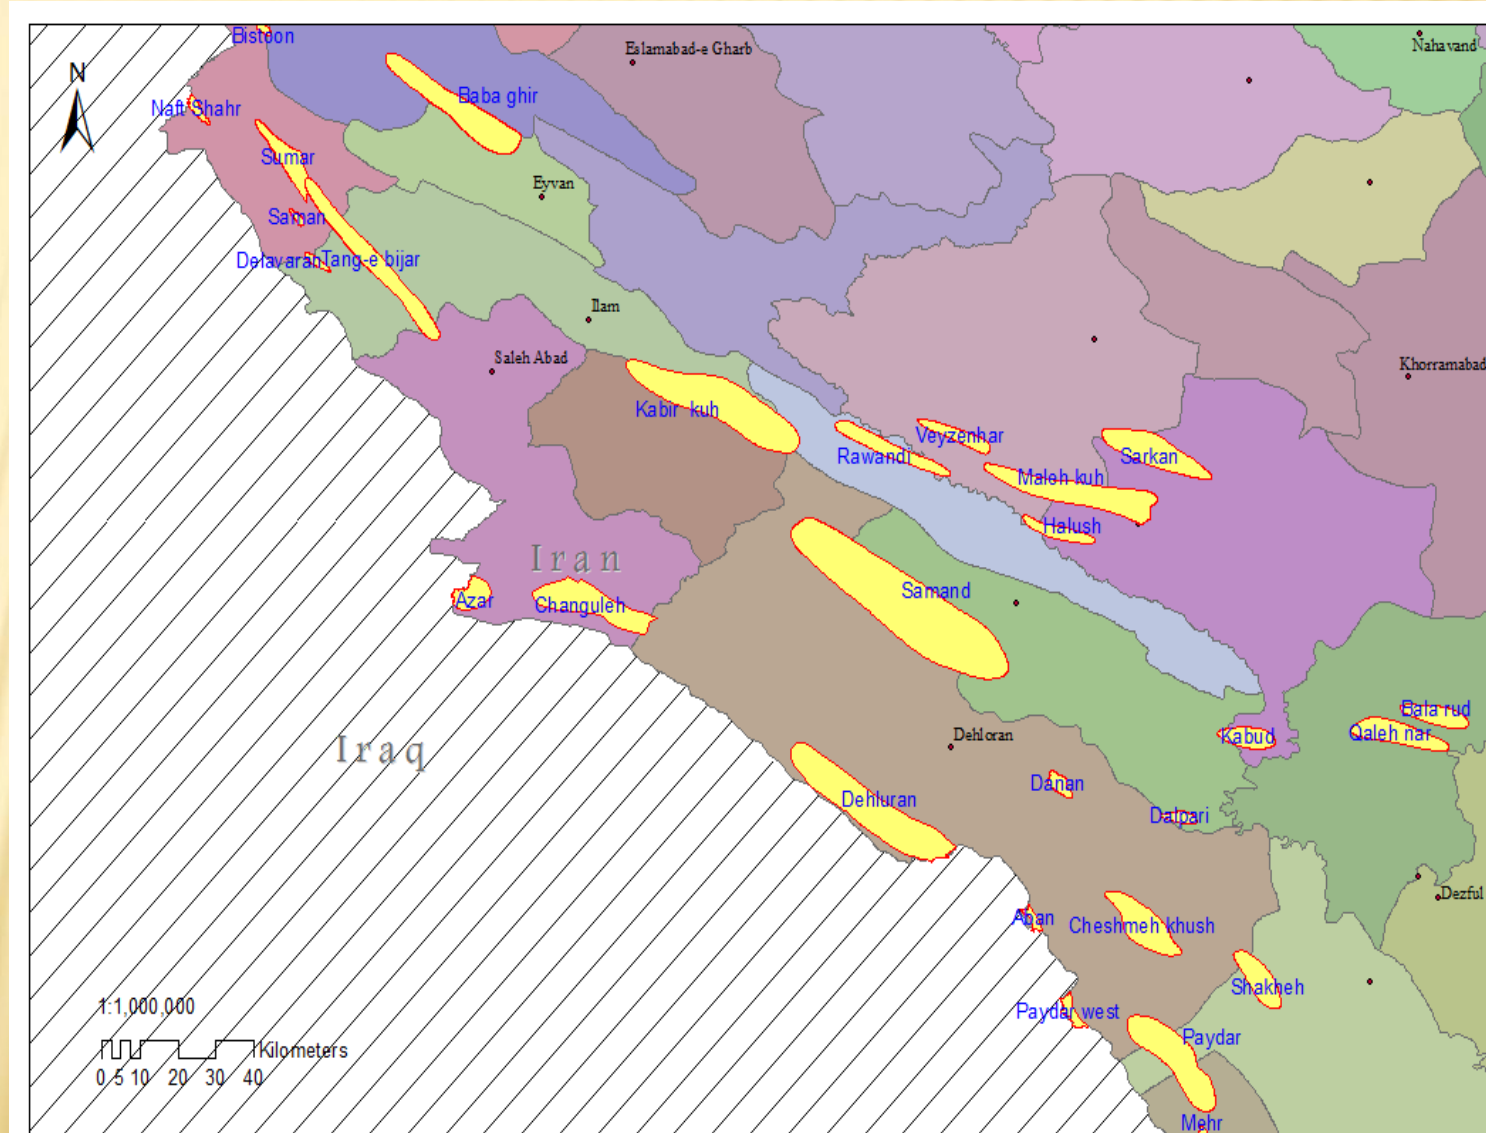 Bistoon
Eslamabad-e Gharb
Nahavand
N
Naft Shahr
Baba ghir
Sumar
Eyvan
Saman
Delavaran
Tang-e bijar
Ilam
Saleh Abad
Khorramabad
Kabir kuh
Rawandi
Veyzenhar
Sarkan
Maleh kuh
Halush
Iran
Azar
Changuleh
Samand
Iraq
Dehloran
Kabud
Bala rud
Qaleh nar
Danan
Dehluran
Dalpari
Dezful
Aban
Cheshmeh khush
Shakheh
Paydar west
Paydar
Mehr
1:1,000,000
Kilometers
0 5 10 20 30 40